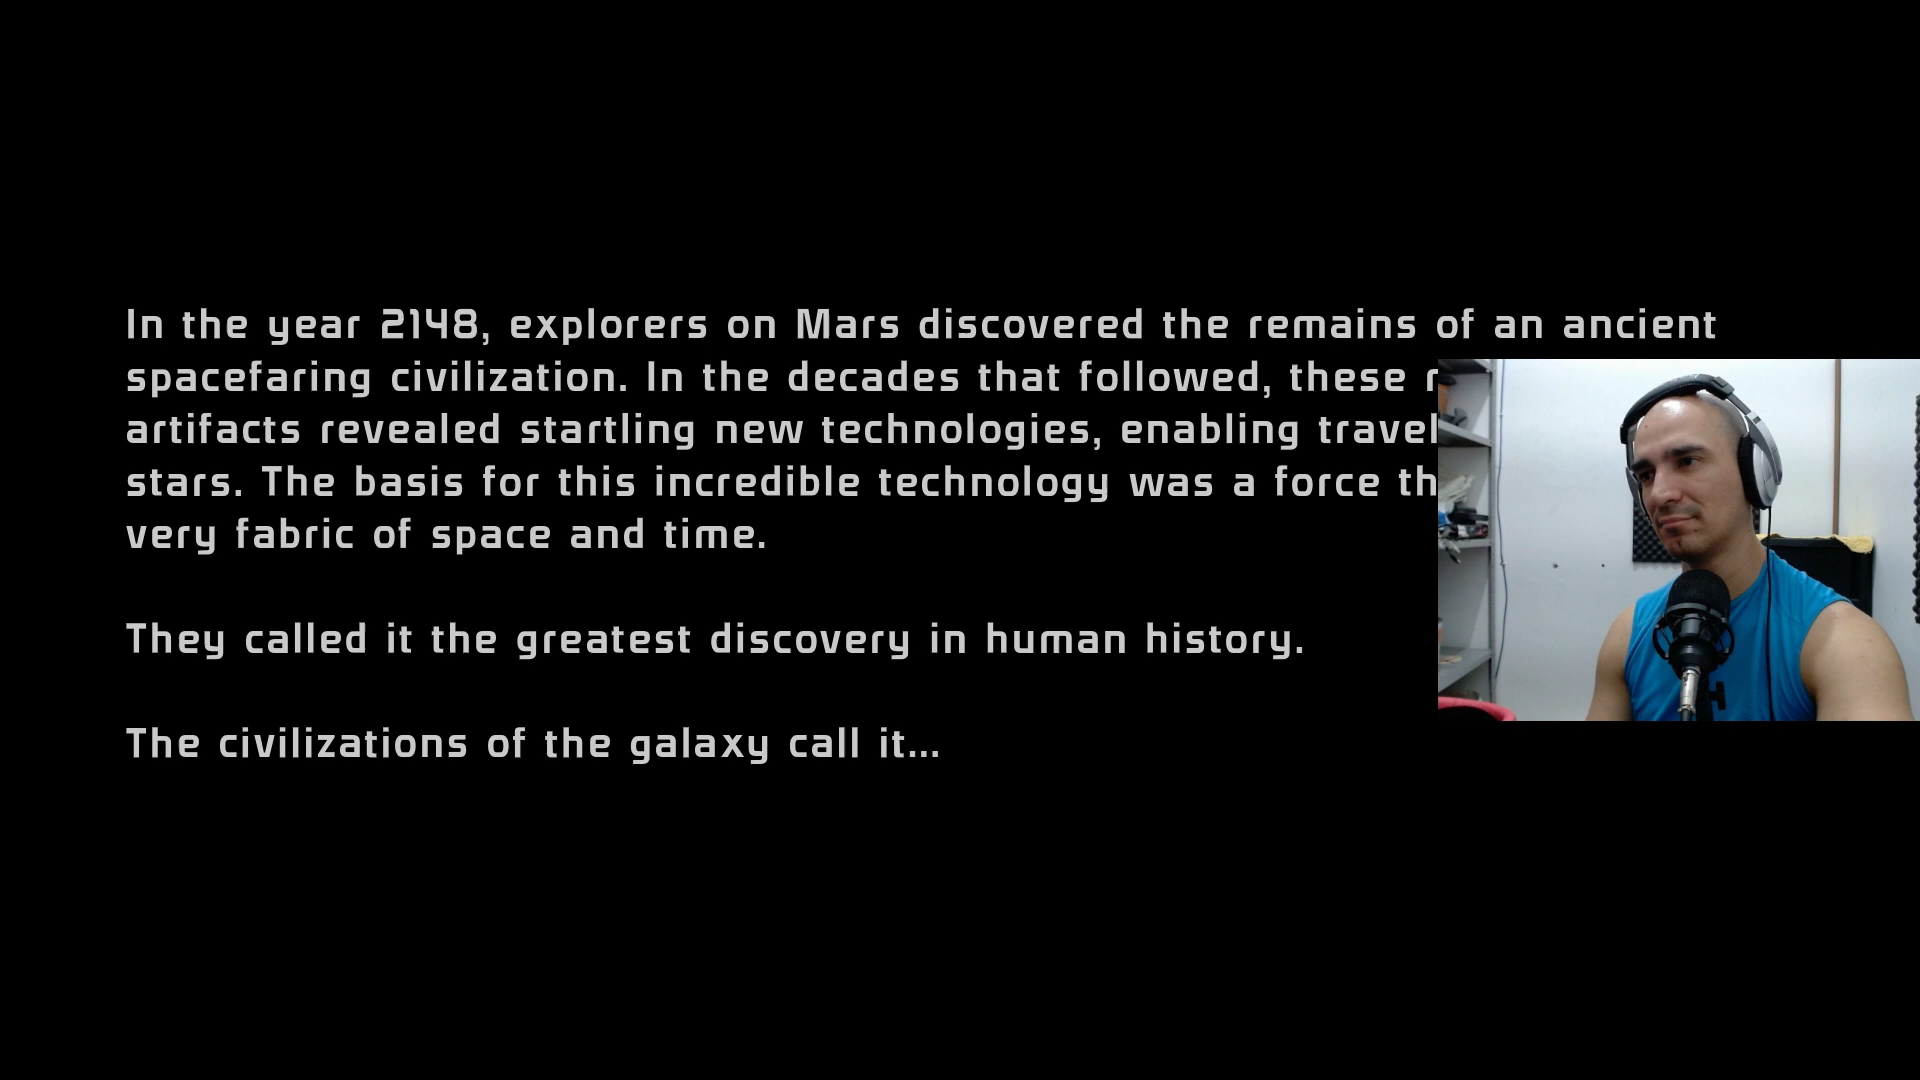 In the year 2148, explorers on Mars discovered the remains of an ancient
spacefaring civilization. In the decades that followed, these
artifacts revealed startling new technologies, enabling travel
stars. The basis for this incredible technology was a force
very fabric of space and time.
They called it the greatest discovery in human history.
The civilizations of the galaxy call it...